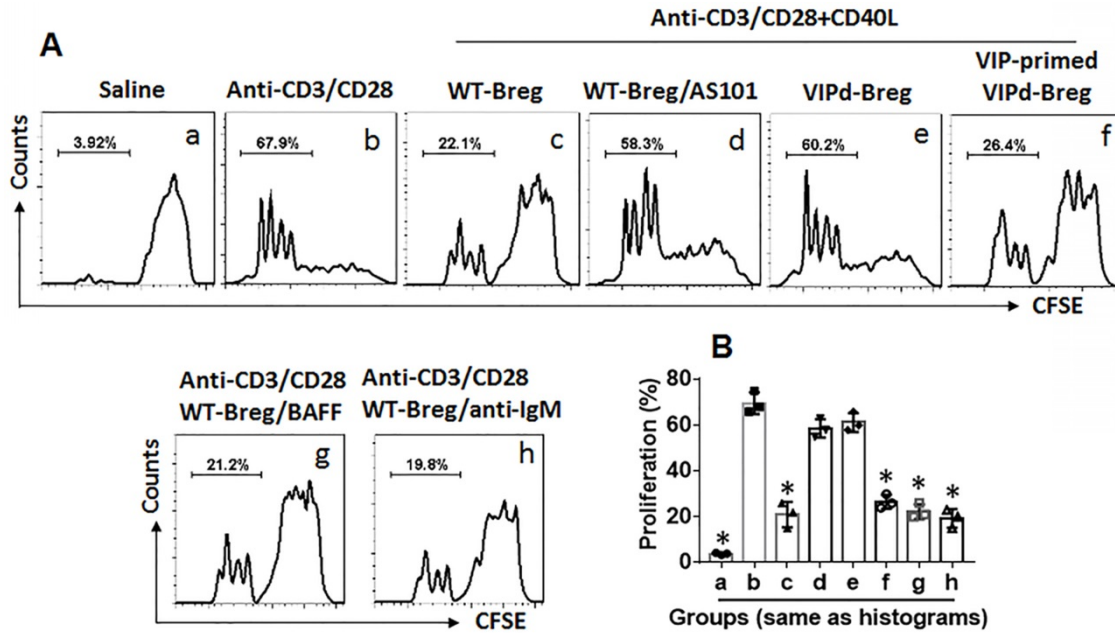 A
Anti-CD3/CD28+CD40L
Saline
Anti-CD3/CD28
WT-Breg
WT-Breg/AS101
VIPd-Breg
VIP-primed
VIPd-Breg
Counts
3.92%
a
67.9%
b
22.1%
c
58.3%
d
60.2%
e
26.4%
f
CFSE
Anti-CD3/CD28
WT-Breg/BAFF
Anti-CD3/CD28
WT-Breg/anti-IgM
Counts
21.2%
g
19.8%
h
CFSE
B
Proliferation (%)
80
60
40
20
0
* * * * *
a b c d e f g h
Groups (same as histograms)